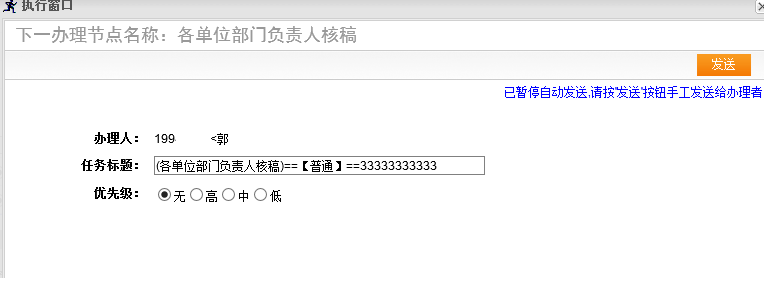 执行窗口
下一办理节点名称：各单位部门负责人核稿
发送
已暂停自动发送,请按'发送'按钮手工发送给办理者
办理人： 199 <郭
任务标题： (各单位部门负责人核稿)==【普通】==33333333333
优先级： 无 高 中 低